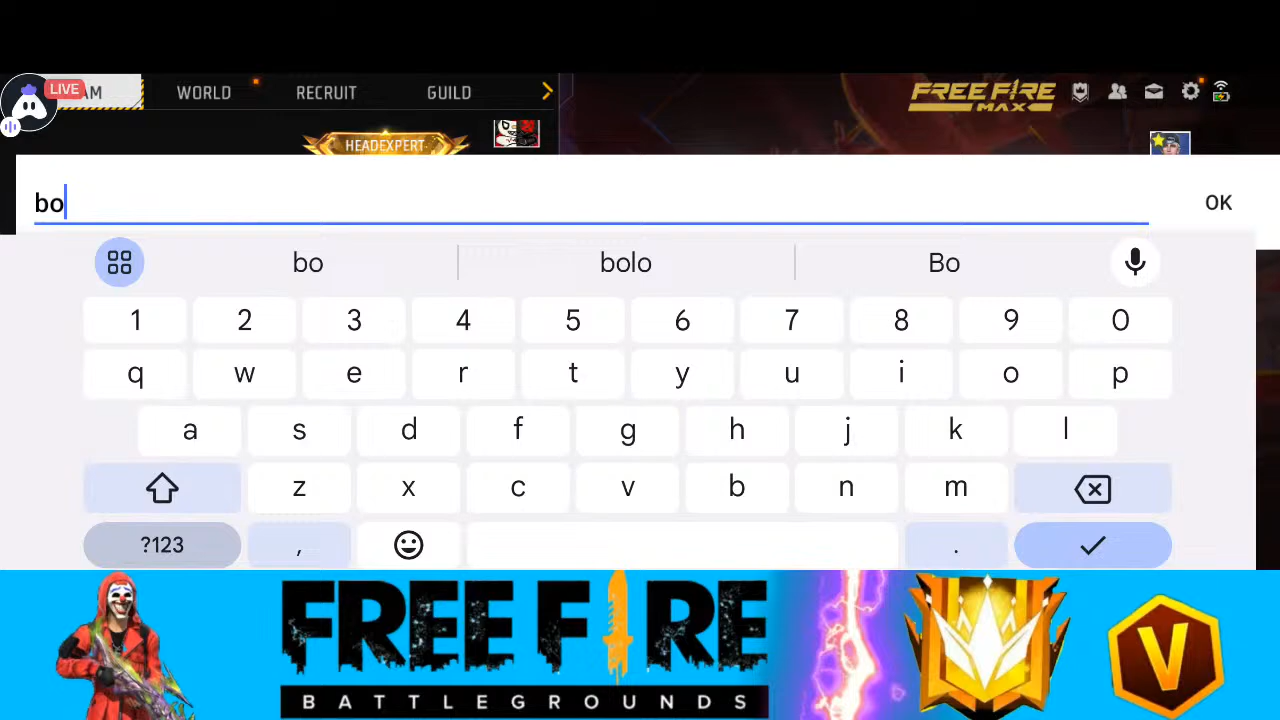 LIVE
AM WORLD RECRUIT GUILD
FREE FIRE
MAX
HEADEXPERT
bo
OK
bo bolo Bo
1 2 3 4 5 6 7 8 9 0
q w e r t y u i o p
a s d f g h j k l
z x c v b n m
?123 , .
FREE FIRE
BATTLEGROUNDS
V